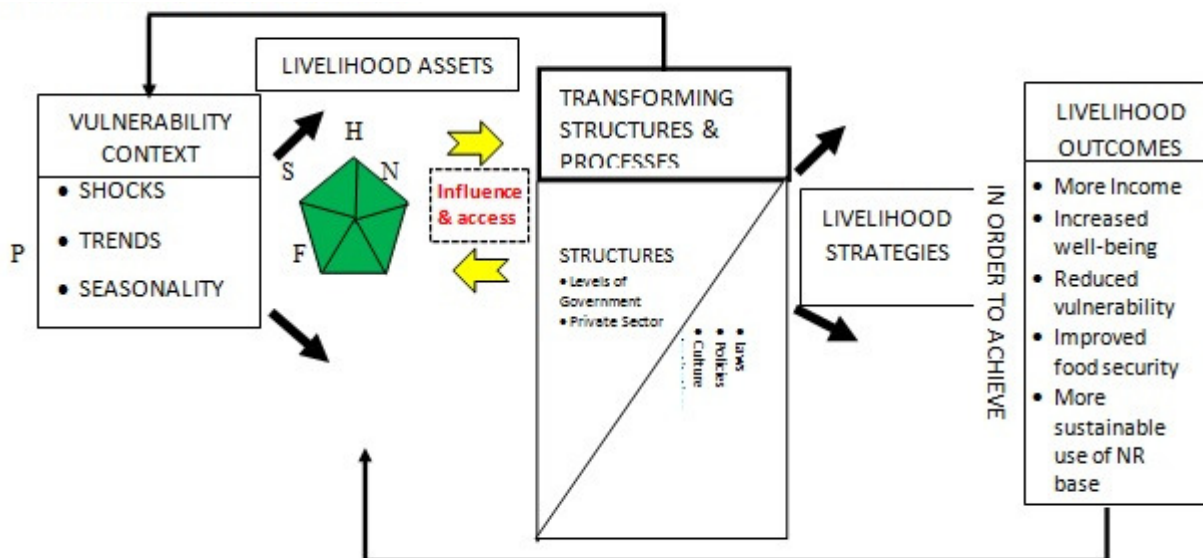 LIVELIHOOD ASSETS
VULNERABILITY
CONTEXT
• SHOCKS
• TRENDS
• SEASONALITY
P
H
S
N
F
Influence
& access
TRANSFORMING
STRUCTURES &
PROCESSES
STRUCTURES
• Levels of
Government
• Private Sector
• Laws
• Policies
• Culture
LIVELIHOOD
STRATEGIES
IN ORDER TO ACHIEVE
LIVELIHOOD
OUTCOMES
• More Income
• Increased
well-being
• Reduced
vulnerability
• Improved
food security
• More
sustainable
use of NR
base